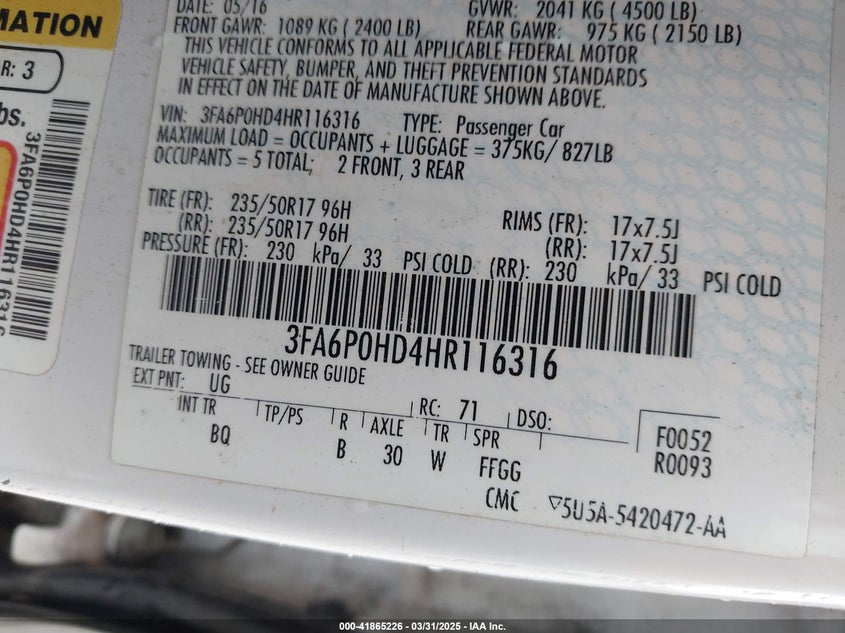 MATION
R: 3
bs.
3FA6P0HD4HR116316
DATE: 05/16 GVWR: 2041 KG ( 4500 LB)
FRONT GAWR: 1089 KG ( 2400 LB) REAR GAWR: 975 KG ( 2150 LB)
THIS VEHICLE CONFORMS TO ALL APPLICABLE FEDERAL MOTOR
VEHICLE SAFETY, BUMPER, AND THEFT PREVENTION STANDARDS
IN EFFECT ON THE DATE OF MANUFACTURE SHOWN ABOVE.
VIN: 3FA6P0HD4HR116316 TYPE: Passenger Car
MAXIMUM LOAD = OCCUPANTS + LUGGAGE = 375KG/ 827LB
OCCUPANTS = 5 TOTAL; 2 FRONT, 3 REAR
TIRE (FR): 235/50R17 96H RIMS (FR): 17x7.5J
(RR): 235/50R17 96H (RR): 17x7.5J
PRESSURE (FR): 230 kPa/ 33 PSI COLD (RR): 230 kPa/ 33 PSI COLD
3FA6P0HD4HR116316
TRAILER TOWING - SEE OWNER GUIDE
EXT PNT: UG RC: 71 DSO:
INT TR TP/PS R AXLE TR SPR F0052
BQ B 30 W FFGG R0093
CMC ▽5U5A-5420472-AA
000-41865226 - 03/31/2025 - IAA Inc.